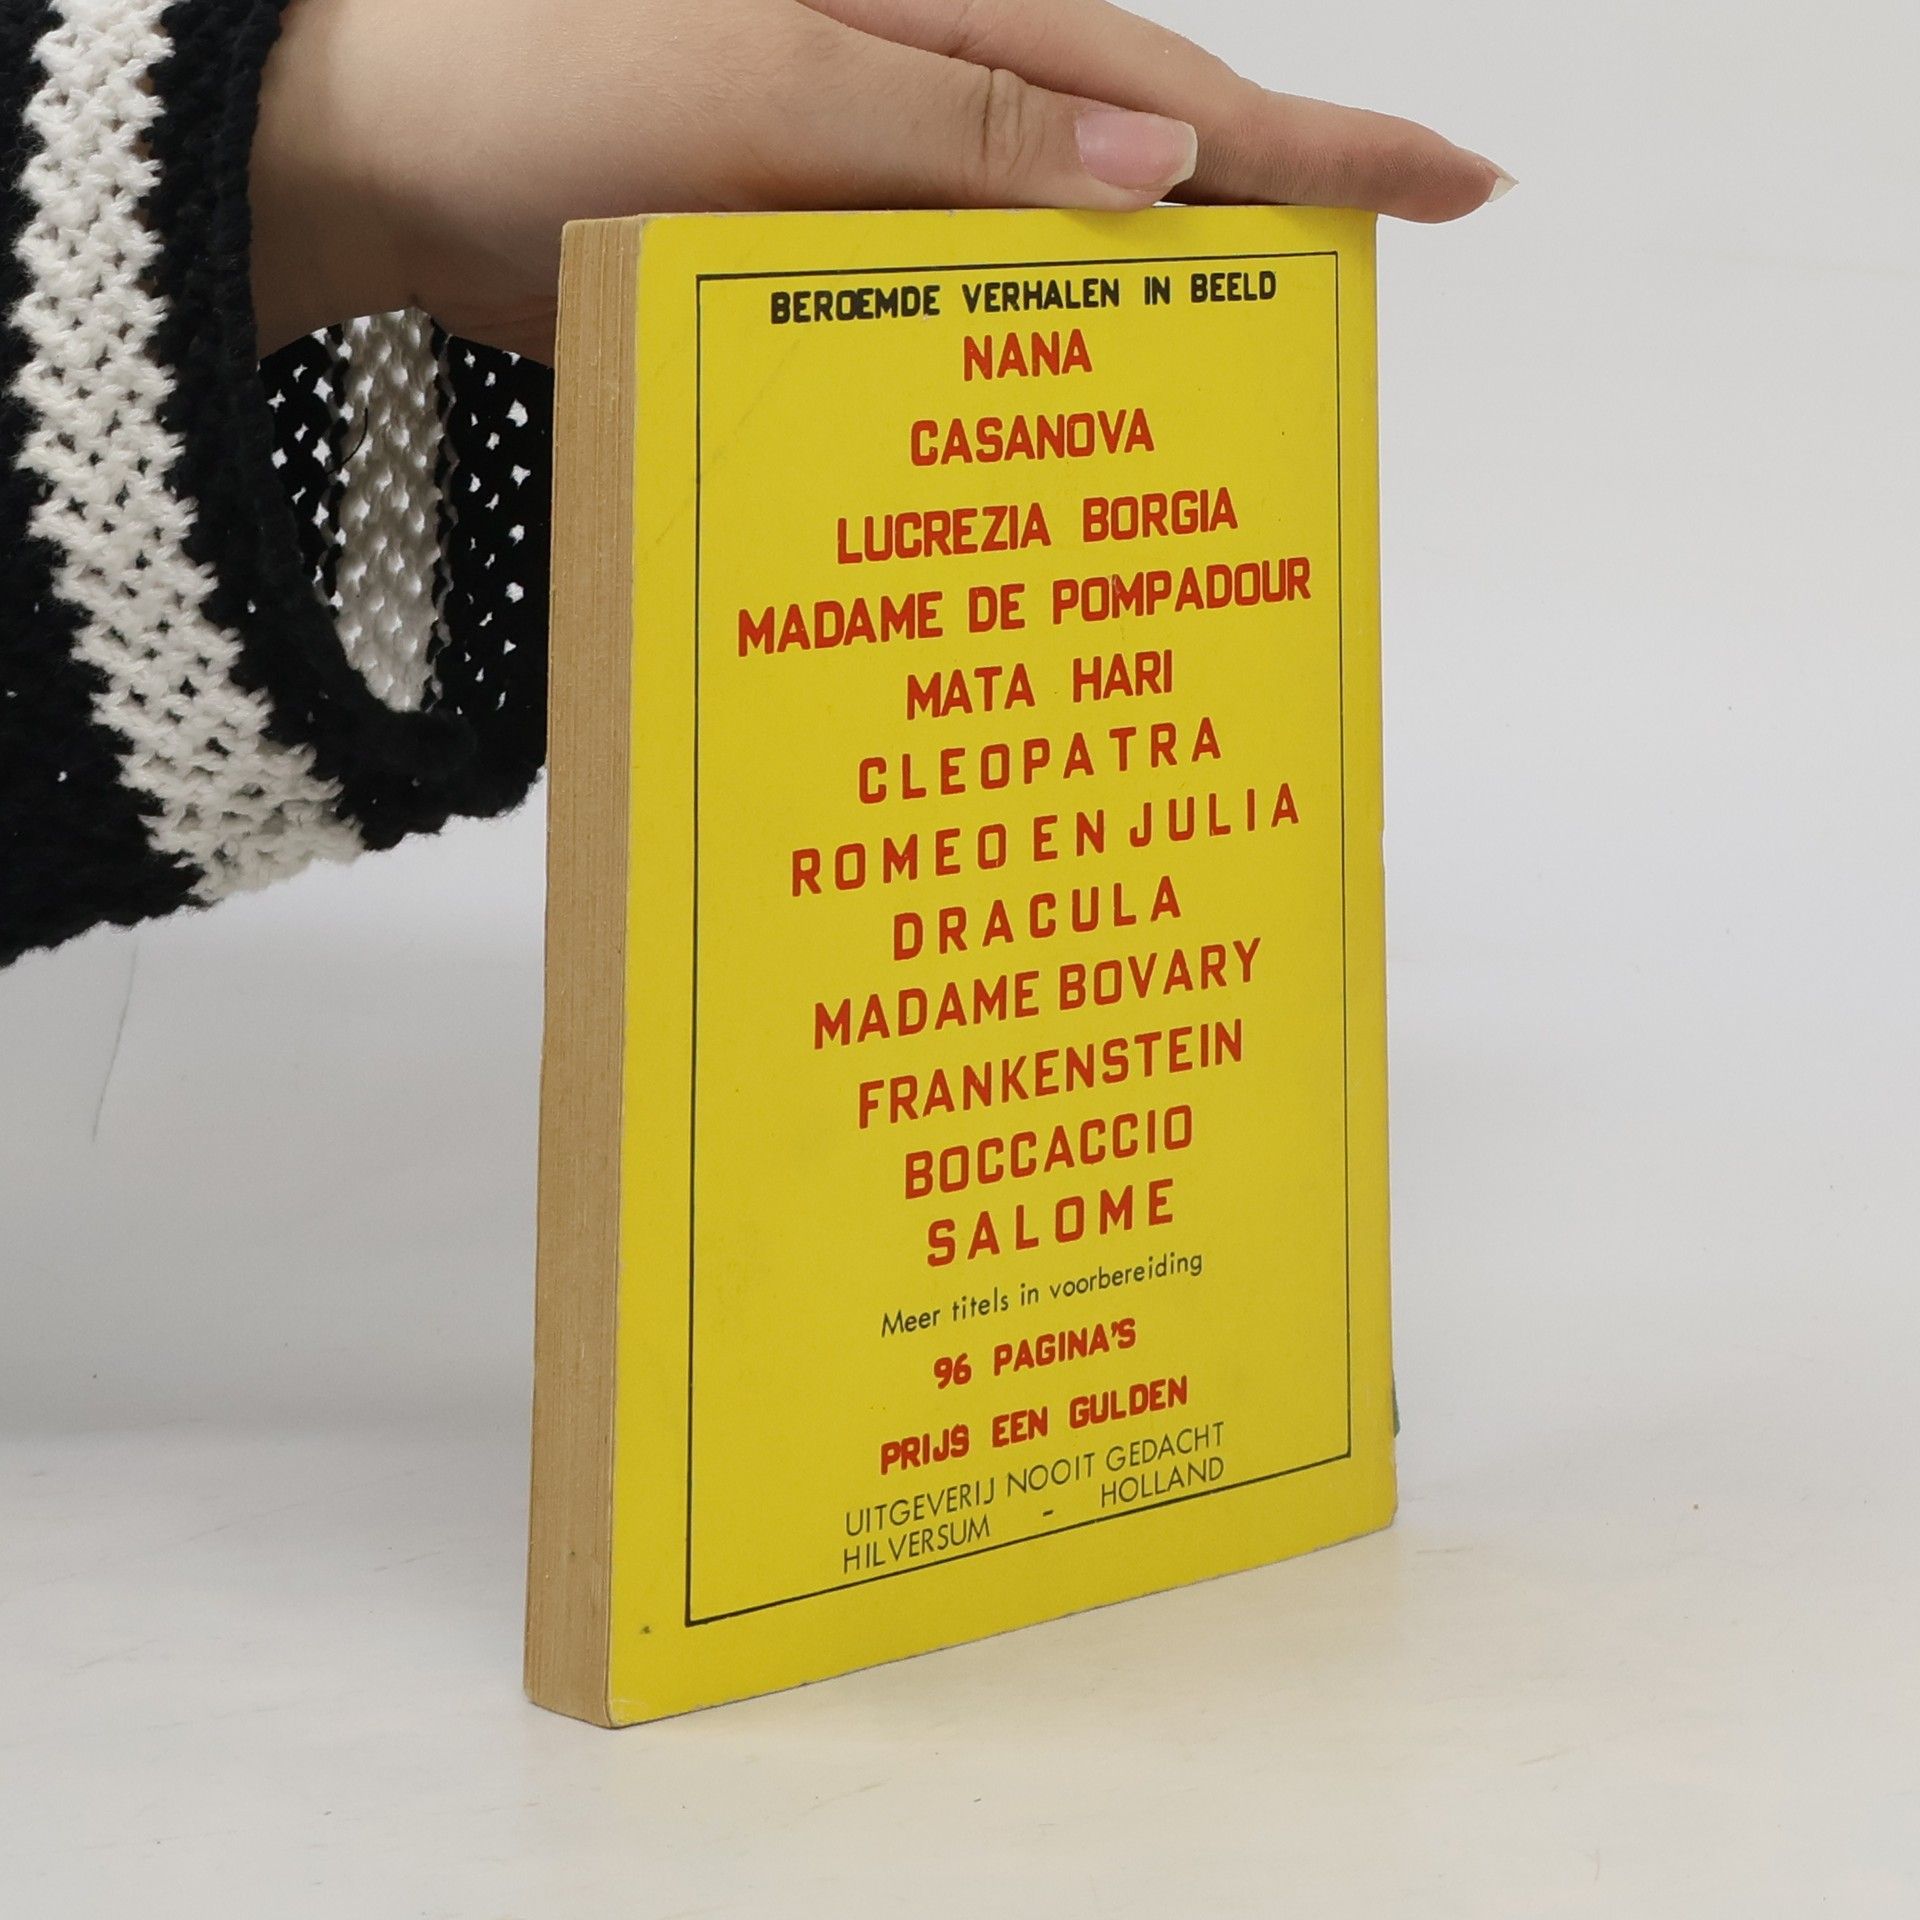 BEROEMDE VERHALEN IN BEELD
NANA
CASANOVA
LUCREZIA BORGIA
MADAME DE POMPADOUR
MATA HARI
CLEOPATRA
ROMEO EN JULIA
DRACULA
MADAME BOVARY
FRANKENSTEIN
BOCCACCIO
SALOME
Meer titels in voorbereiding
96 PAGINA'S
PRIJS EEN GULDEN
UITGEVERIJ NOOIT GEDACHT
HILVERSUM - HOLLAND